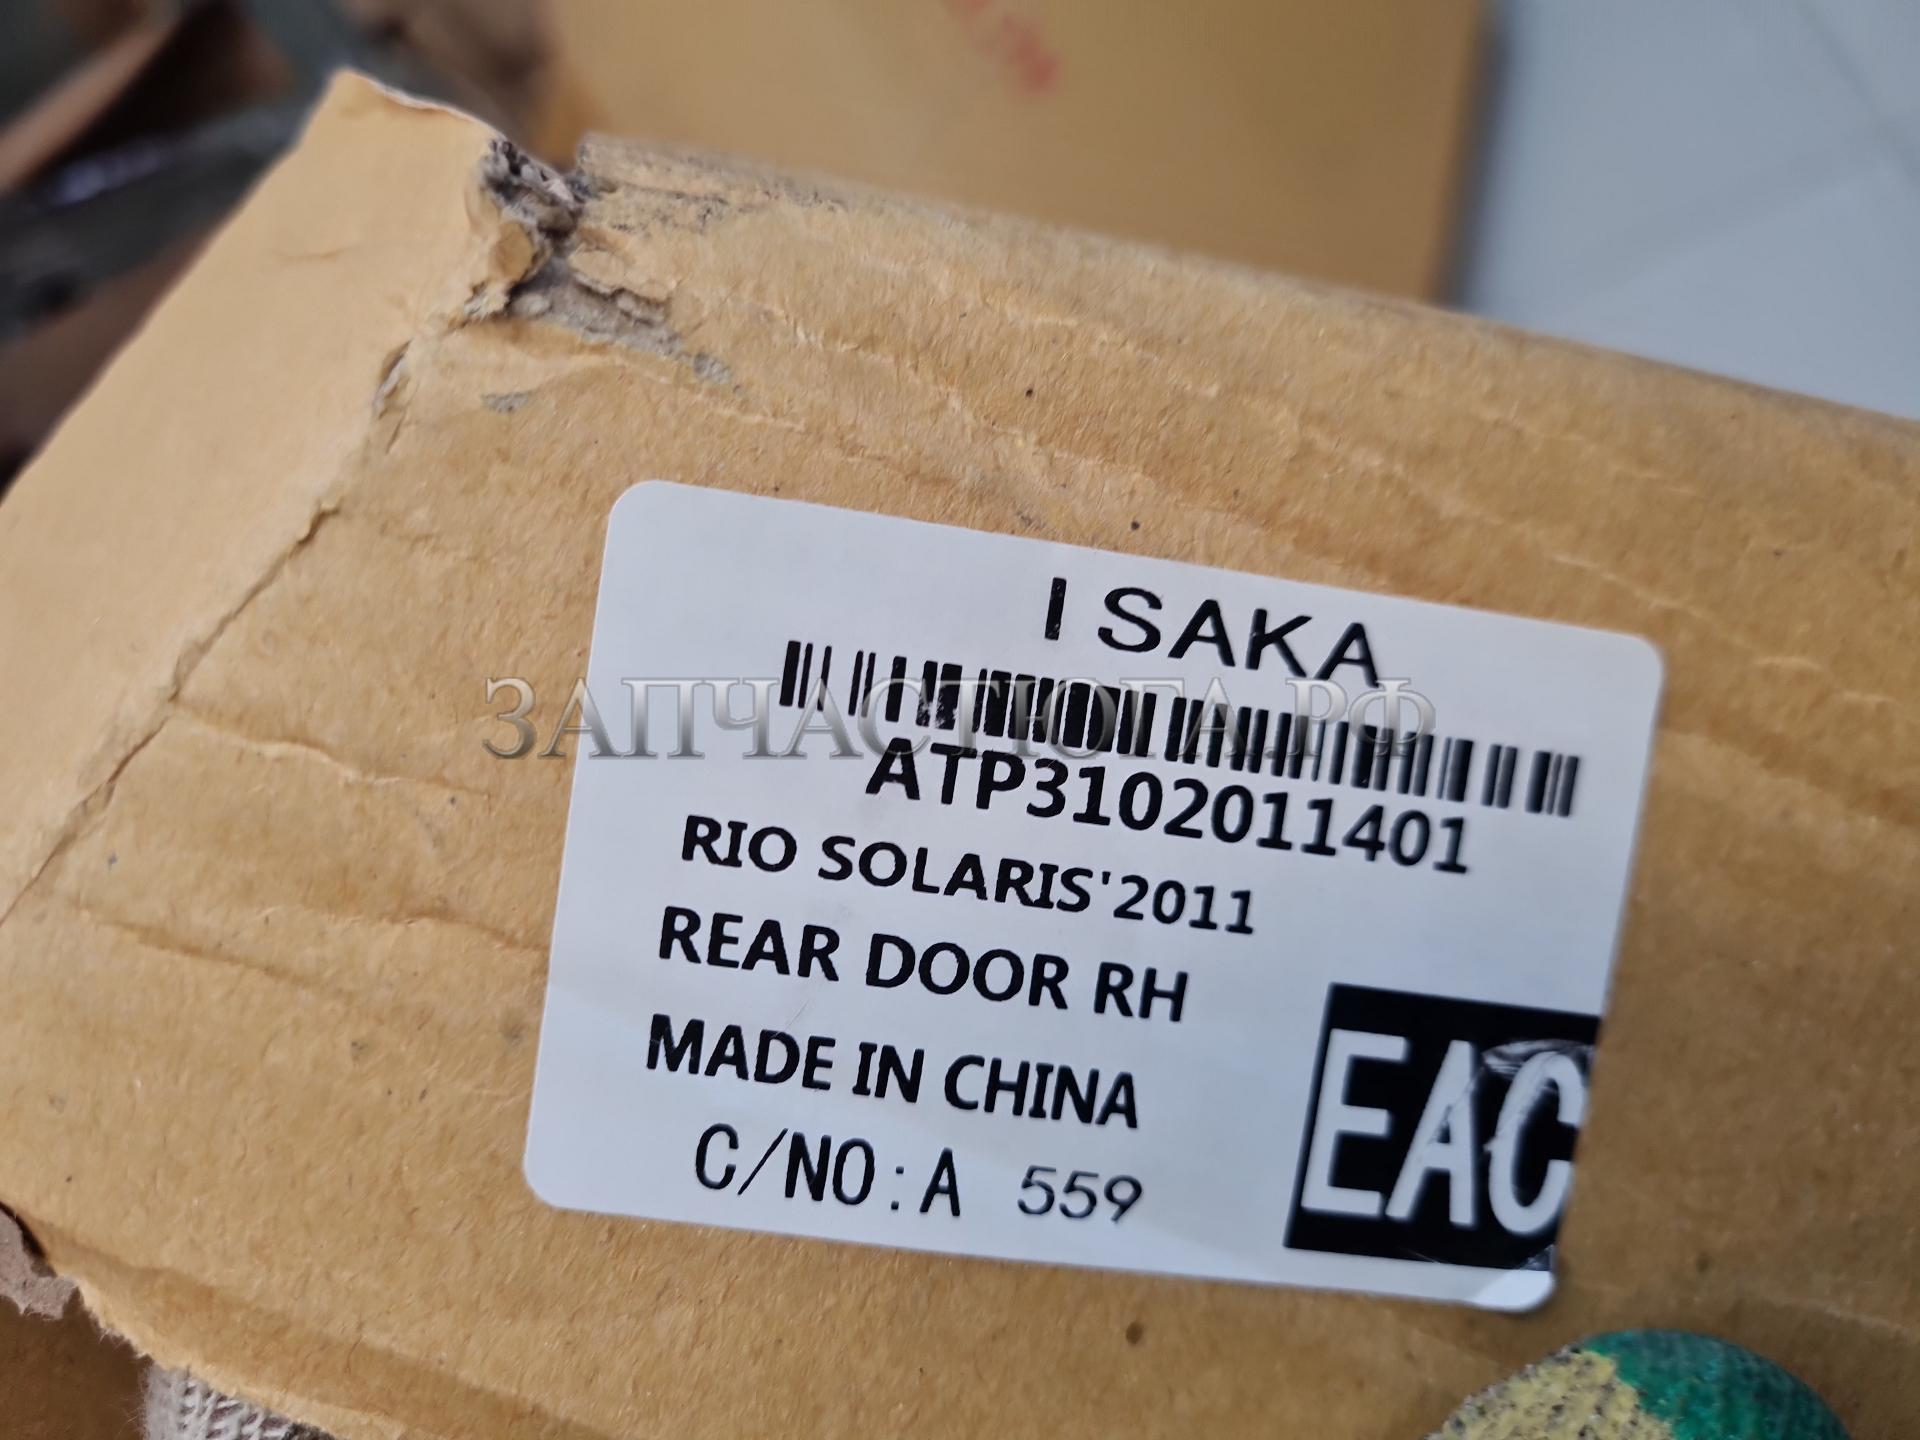 I SAKA
ЗАПЧАСТЮГА.РФ
ATP3102011401
RIO SOLARIS'2011
REAR DOOR RH
MADE IN CHINA
C/NO:A 559
EAC